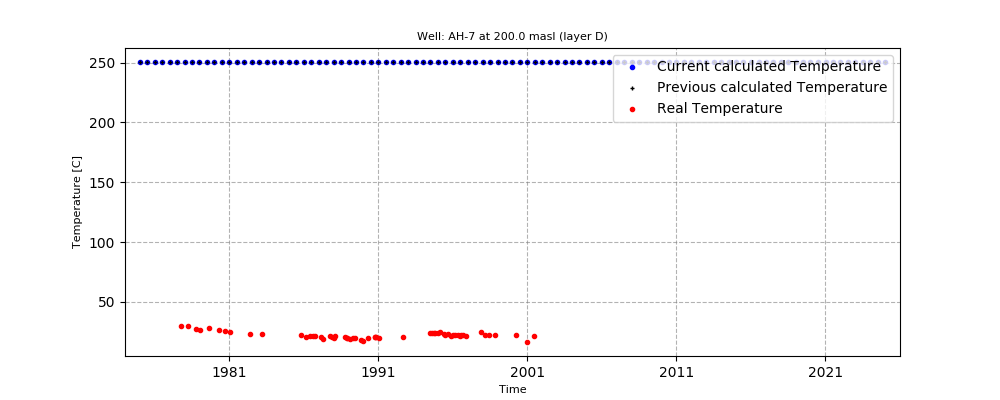 Well: AH-7 at 200.0 masl (layer D)
Current calculated Temperature
Previous calculated Temperature
Real Temperature
Temperature [C]
250
200
150
100
50
1981 1991 2001 2011 2021
Time